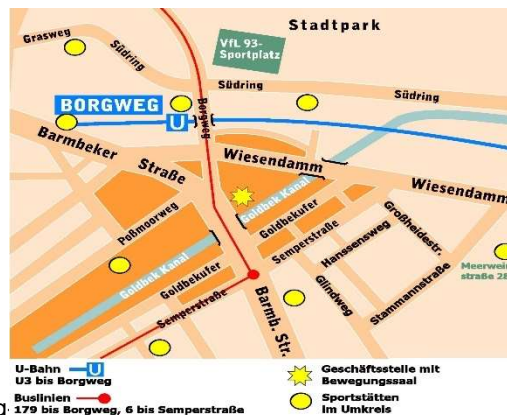 Stadtpark
Grasweg
Südring
VfL 93-
Sportplatz
BORGWEG
U
Borgweg
Südring
Südring
Barmbeker
Straße
Wiesendamm
Wiesendamm
Poßmoorweg
Goldbek Kanal
Goldbekufer
Semperstraße
Großheidestr.
Hanssensweg
Goldbek Kanal
Goldbekufer
Semperstraße
Glindweg
Stammannstraße
Meerwein
straße 28
Barmb. Str.
U-Bahn
U
U3 bis Borgweg
Buslinien
179 bis Borgweg, 6 bis Semperstraße
Geschäftsstelle mit
Bewegungssaal
Sportstätten
im Umkreis